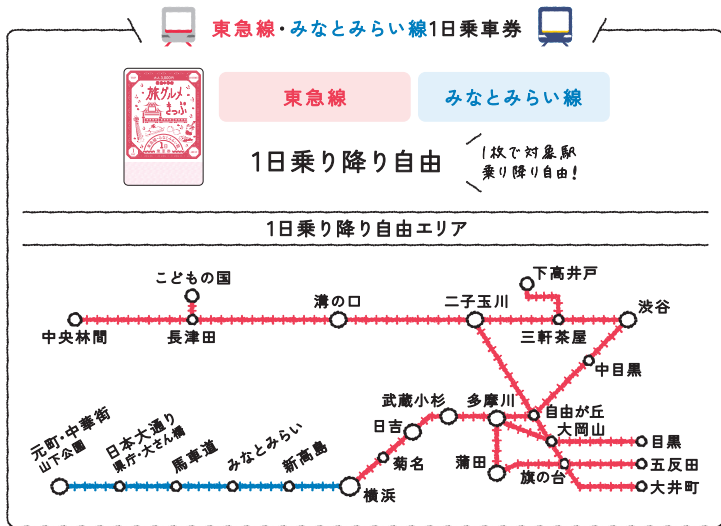 東急線・みなとみらい線1日乗車券
旅グルメ
きっぷ
東急線
みなとみらい線
1日乗り降り自由
1枚で対象駅
乗り降り自由!
1日乗り降り自由エリア
こどもの国
中央林間
長津田
溝の口
二子玉川
下高井戸
三軒茶屋
渋谷
中目黒
武蔵小杉
多摩川
自由が丘
大岡山
日吉
菊名
蒲田
旗の台
目黒
五反田
大井町
元町・中華街
山下公園
日本大通り
県庁・大さん橋
馬車道
みなとみらい
新高島
横浜